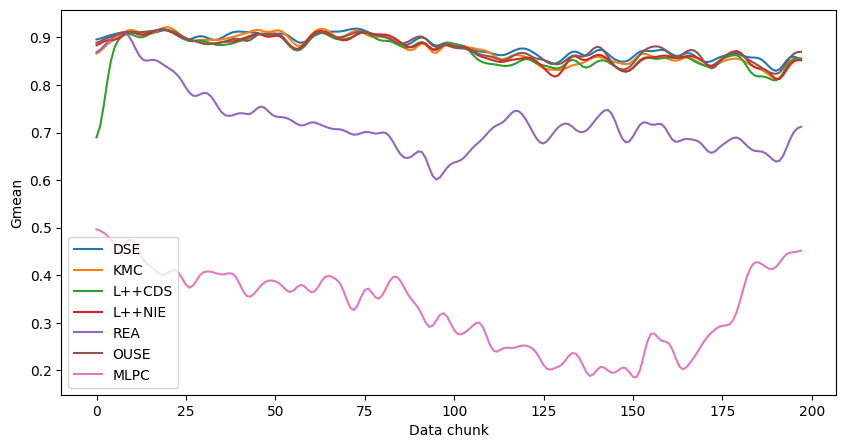 Gmean
0.9
0.8
0.7
0.6
0.5
0.4
0.3
0.2
DSE
KMC
L++CDS
L++NIE
REA
OUSE
MLPC
0 25 50 75 100 125 150 175 200
Data chunk